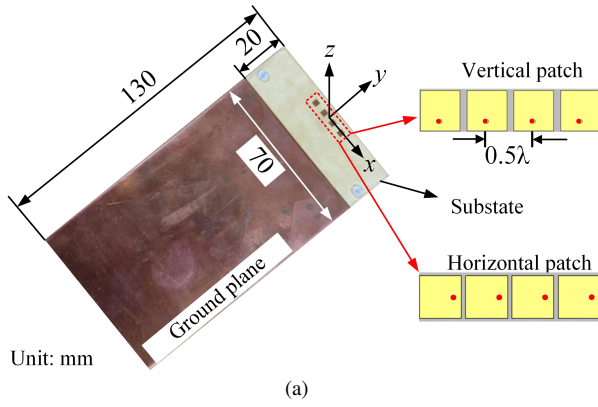 130
20
z
y
x
70
Ground plane
Unit: mm
Vertical patch
0.5λ
Substate
Horizontal patch
(a)